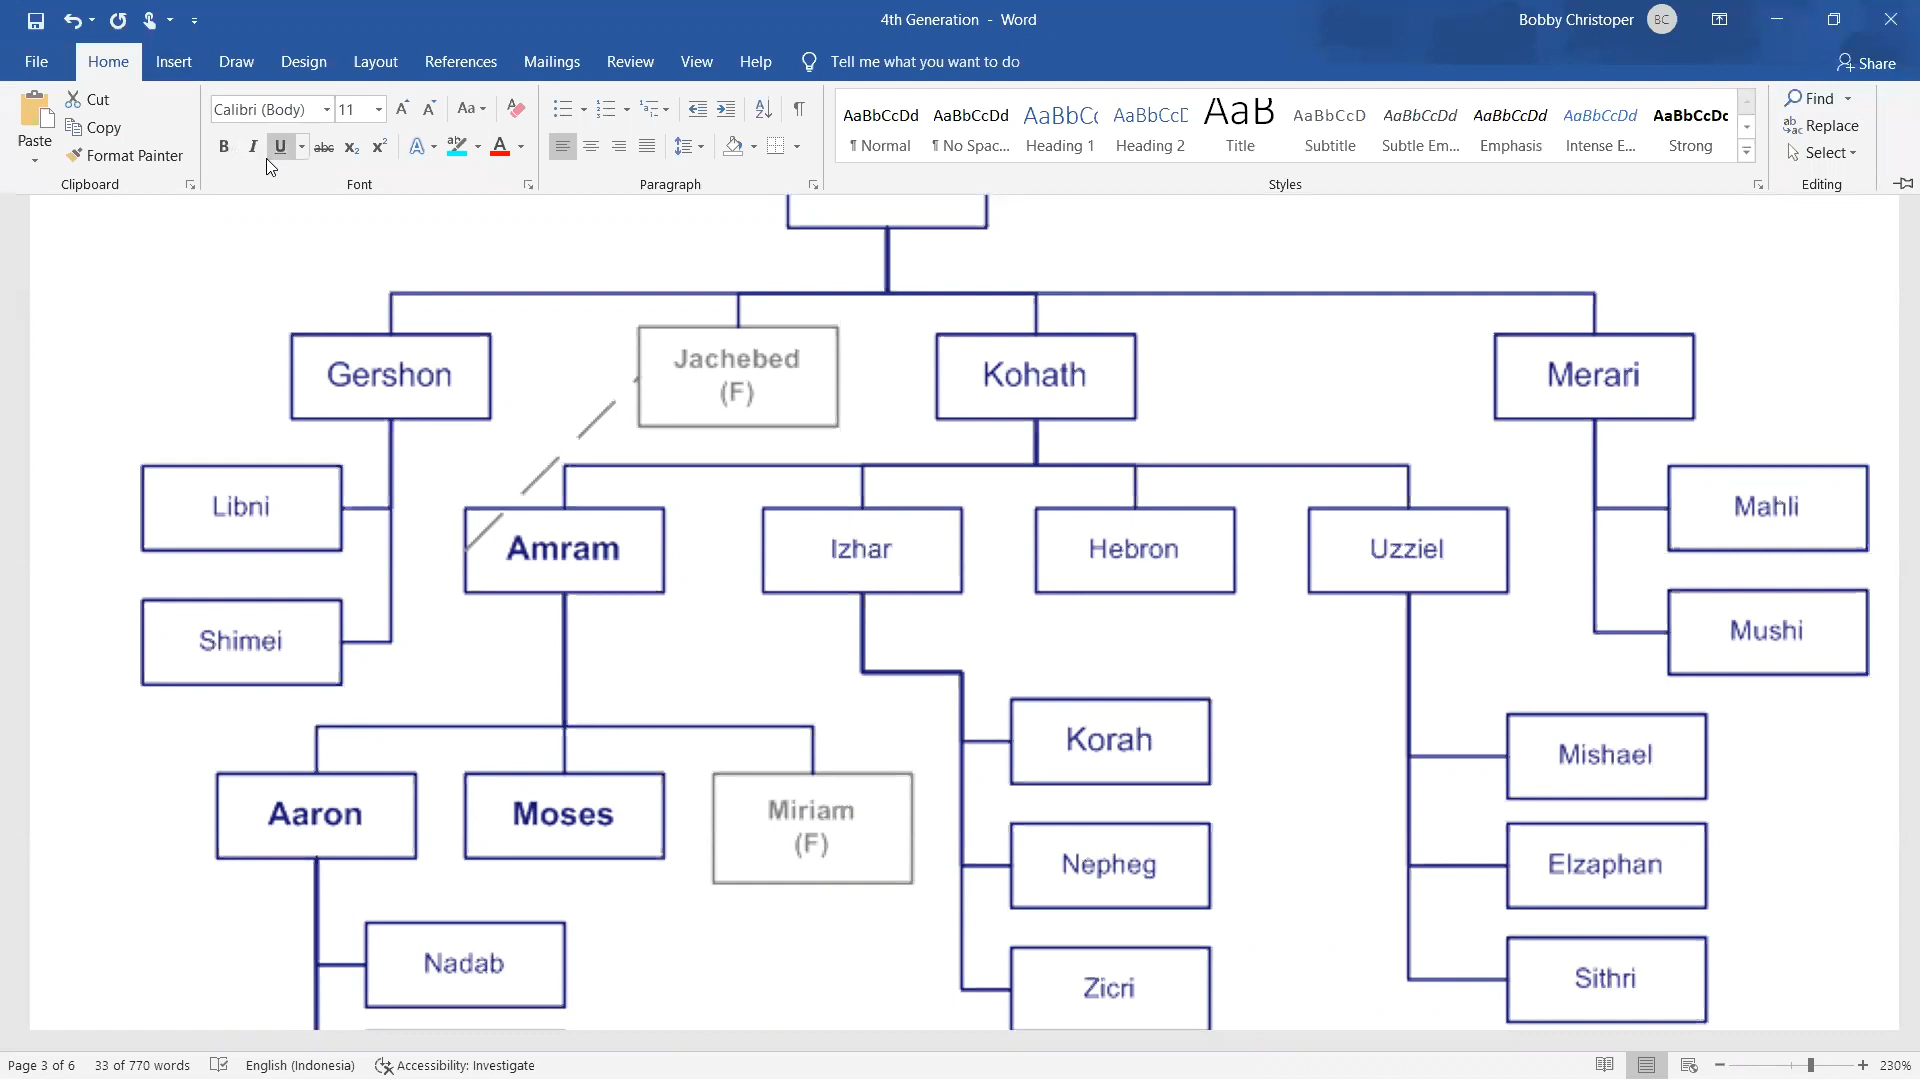 4th Generation - Word
Bobby Christoper
BC
File
Home
Insert
Draw
Design
Layout
References
Mailings
Review
View
Help
Tell me what you want to do
Share
Paste
Cut
Copy
Format Painter
Clipboard
Calibri (Body)
11
Aa
B
I
U
abc
x₂
x²
A
A
Font
Paragraph
AaBbCcDd
¶ Normal
AaBbCcDd
¶ No Spac...
AaBbCc
Heading 1
AaBbCcD
Heading 2
AaB
Title
AaBbCcD
Subtitle
AaBbCcDd
Subtle Em...
AaBbCcDd
Emphasis
AaBbCcDd
Intense E...
AaBbCcDc
Strong
Styles
Find
Replace
Select
Editing
Gershon
Jachebed
(F)
Kohath
Merari
Libni
Shimei
Amram
Izhar
Hebron
Uzziel
Mahli
Mushi
Aaron
Moses
Miriam
(F)
Korah
Nepheg
Zicri
Mishael
Elzaphan
Sithri
Nadab
Page 3 of 6
33 of 770 words
English (Indonesia)
Accessibility: Investigate
230%